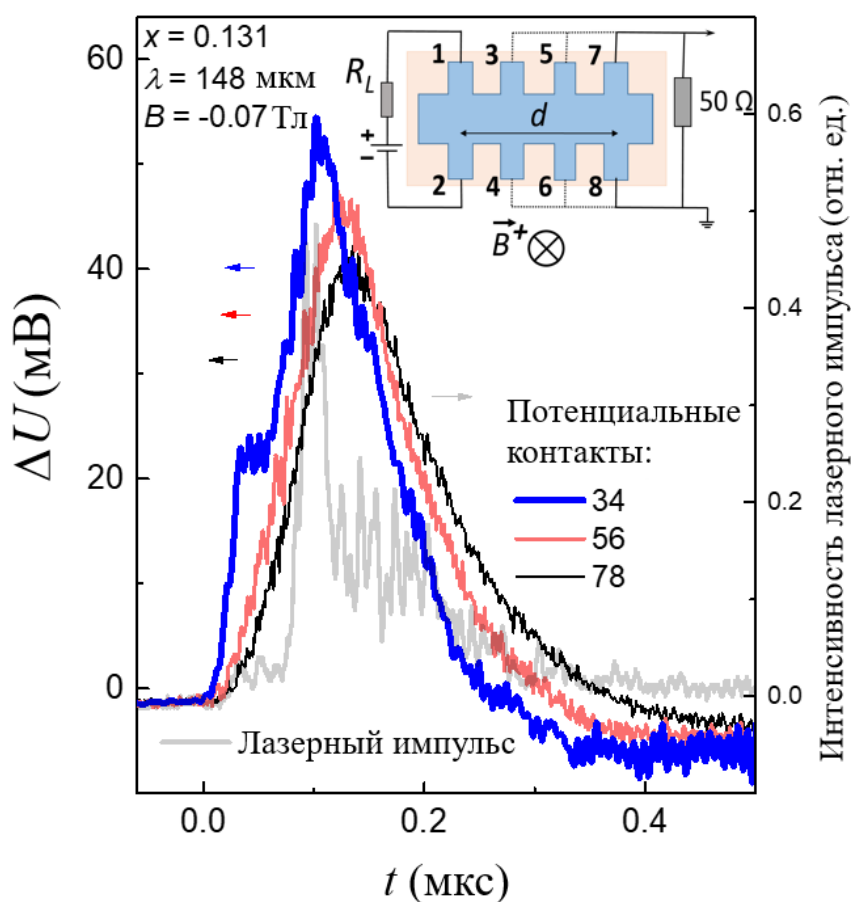 x = 0.131
λ = 148 мкм
B = -0.07 Тл
R_L
+
–
1 3 5 7
d
2 4 6 8
50 Ω
B⃗ +
60
40
20
0
ΔU (мВ)
0.6
0.4
0.2
0.0
Интенсивность лазерного импульса (отн. ед.)
Потенциальные
контакты:
34
56
78
Лазерный импульс
0.0 0.2 0.4
t (мкс)